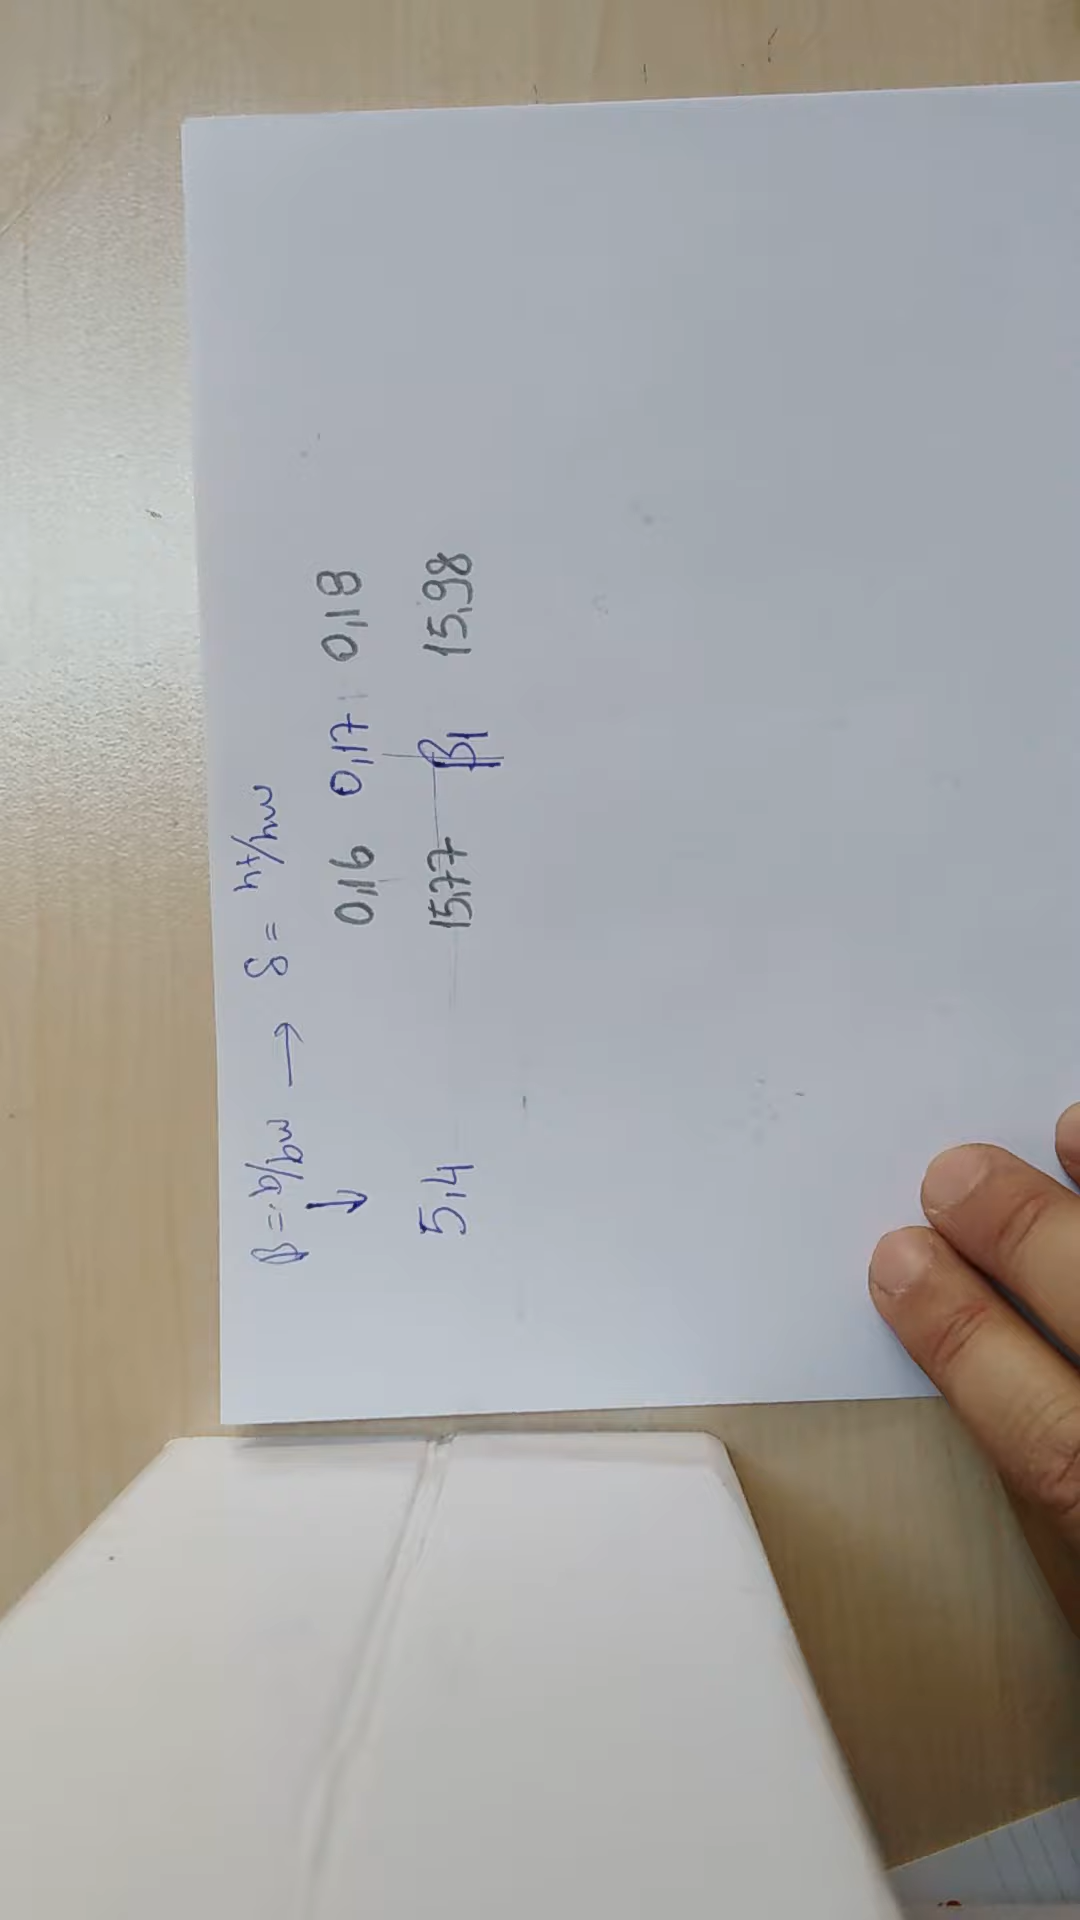 β = b/bw → δ = ht/hw
↓ 0,16 0,17 0,18
5,4 15,77 β1 15,98